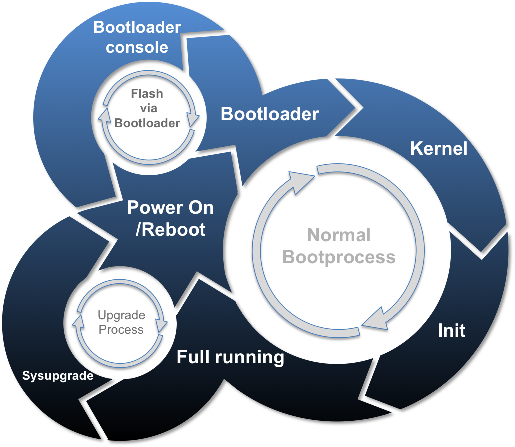 Bootloader
console
Flash
via
Bootloader
Bootloader
Kernel
Power On
/Reboot
Normal
Bootprocess
Upgrade
Process
Init
Full running
Sysupgrade